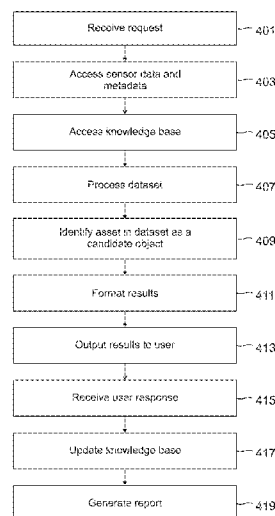 Receive request
401
Access sensor data and
metadata
403
Access knowledge base
405
Process dataset
407
Identify asset in dataset as a
candidate object
409
Format results
411
Output results to user
413
Receive user response
415
Update knowledge base
417
Generate report
419